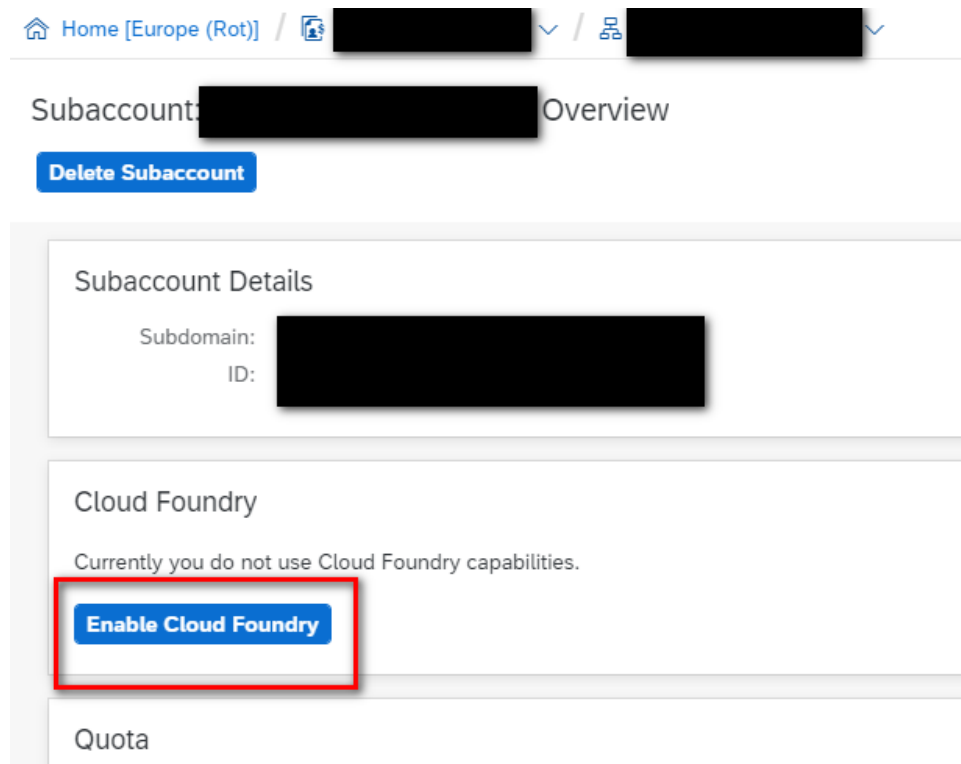 Home [Europe (Rot)] / /
Subaccount: Overview
Delete Subaccount
Subaccount Details
Subdomain:
ID:
Cloud Foundry
Currently you do not use Cloud Foundry capabilities.
Enable Cloud Foundry
Quota